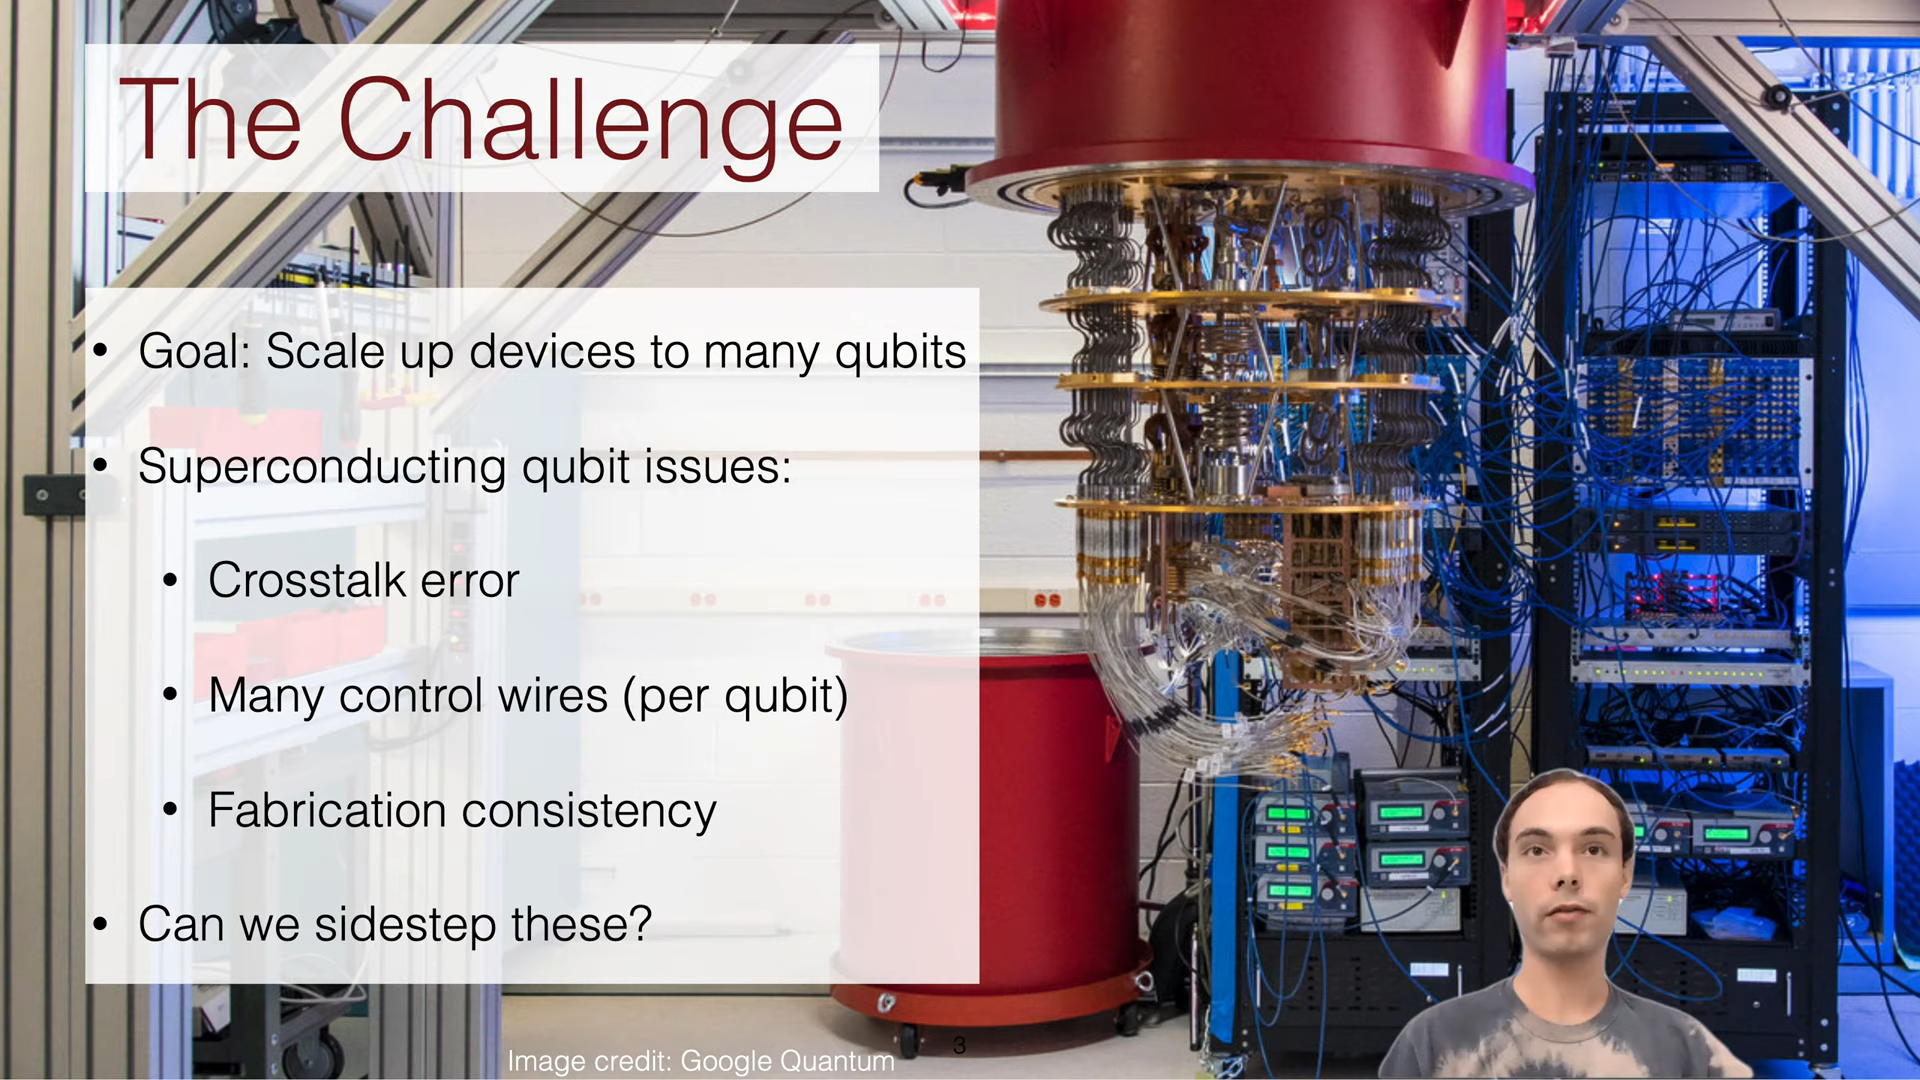 The Challenge
• Goal: Scale up devices to many qubits
• Superconducting qubit issues:
• Crosstalk error
• Many control wires (per qubit)
• Fabrication consistency
• Can we sidestep these?
3
Image credit: Google Quantum